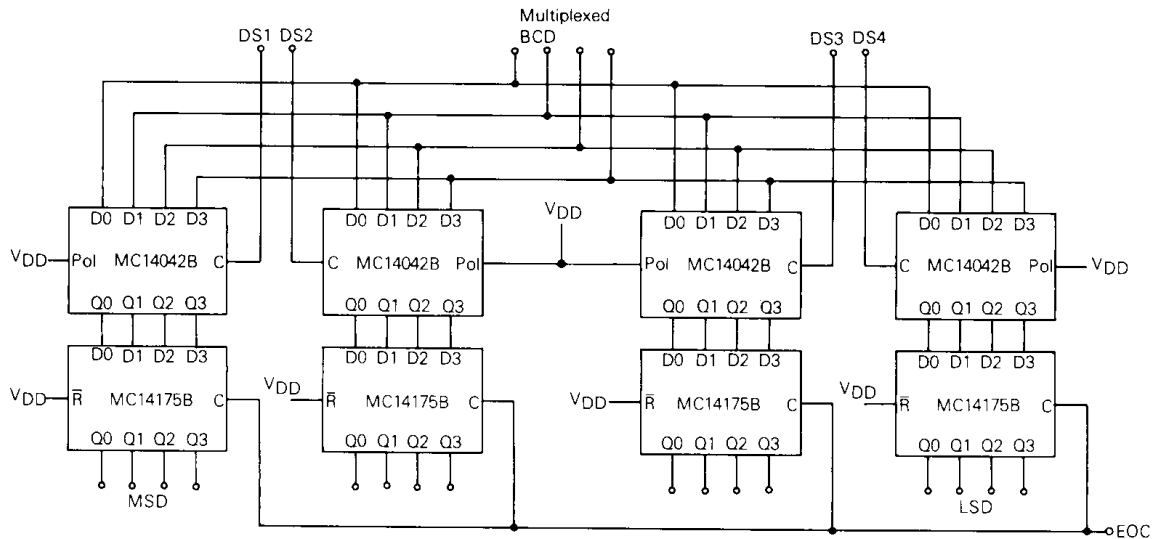 Multiplexed
DS1 DS2 BCD DS3 DS4
D0 D1 D2 D3 D0 D1 D2 D3 VDD D0 D1 D2 D3 D0 D1 D2 D3
VDD Pol MC14042B C C MC14042B Pol Pol MC14042B C C MC14042B Pol VDD
Q0 Q1 Q2 Q3 Q0 Q1 Q2 Q3 Q0 Q1 Q2 Q3 Q0 Q1 Q2 Q3
D0 D1 D2 D3 D0 D1 D2 D3 D0 D1 D2 D3 D0 D1 D2 D3
VDD R̅ MC14175B C VDD R̅ MC14175B C VDD R̅ MC14175B C VDD R̅ MC14175B C
Q0 Q1 Q2 Q3 Q0 Q1 Q2 Q3 Q0 Q1 Q2 Q3 Q0 Q1 Q2 Q3
MSD LSD
EOC